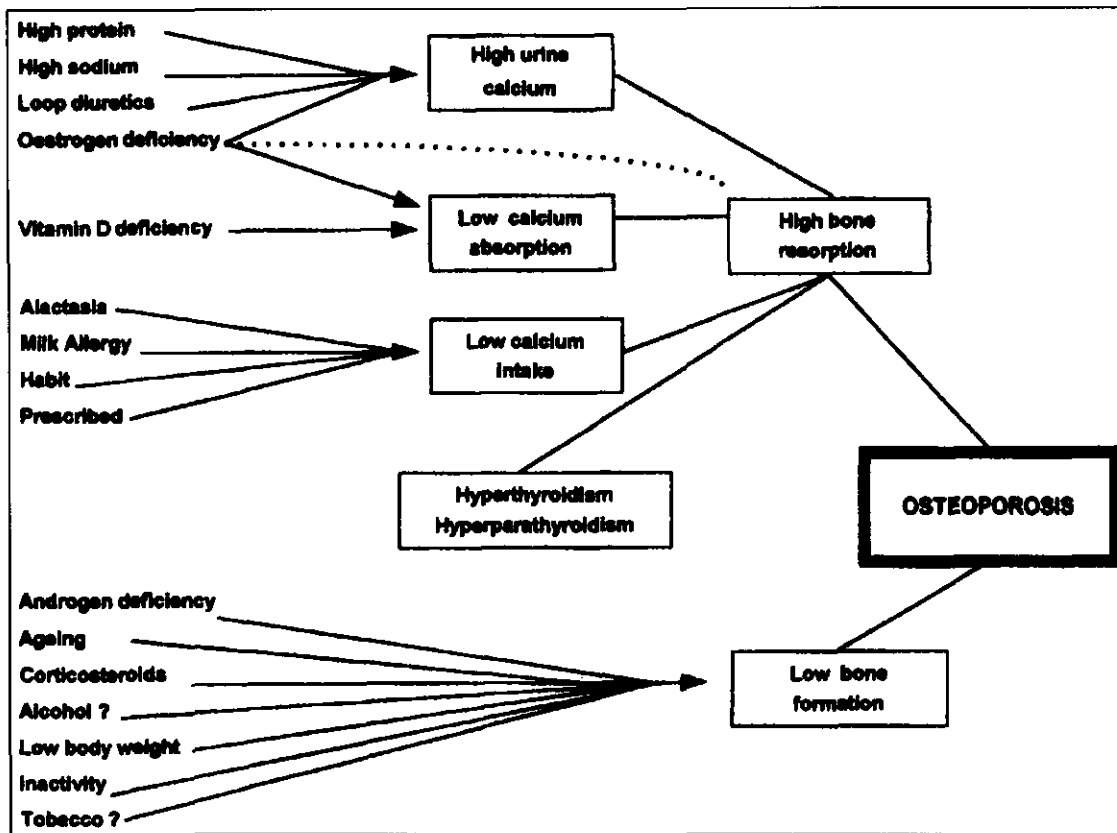 High protein
High sodium
Loop diuretics
Oestrogen deficiency
Vitamin D deficiency
Alactasia
Milk Allergy
Habit
Prescribed
High urine
calcium
Low calcium
absorption
Low calcium
intake
Hyperthyroidism
Hyperparathyroidism
High bone
resorption
OSTEOPOROSIS
Androgen deficiency
Ageing
Corticosteroids
Alcohol ?
Low body weight
Inactivity
Tobacco ?
Low bone
formation